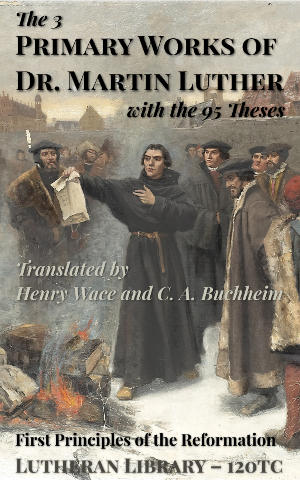 The 3
Primary Works of
Dr. Martin Luther
with the 95 Theses
Translated by
Henry Wace and C. A. Buchheim
First Principles of the Reformation
Lutheran Library – 120TC